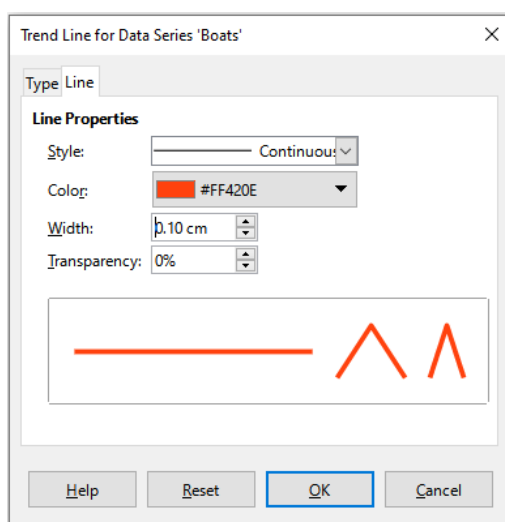 Trend Line for Data Series 'Boats'
Type Line
Line Properties
Style: Continuou
Color: #FF420E
Width: 0.10 cm
Transparency: 0%
Help Reset OK Cancel